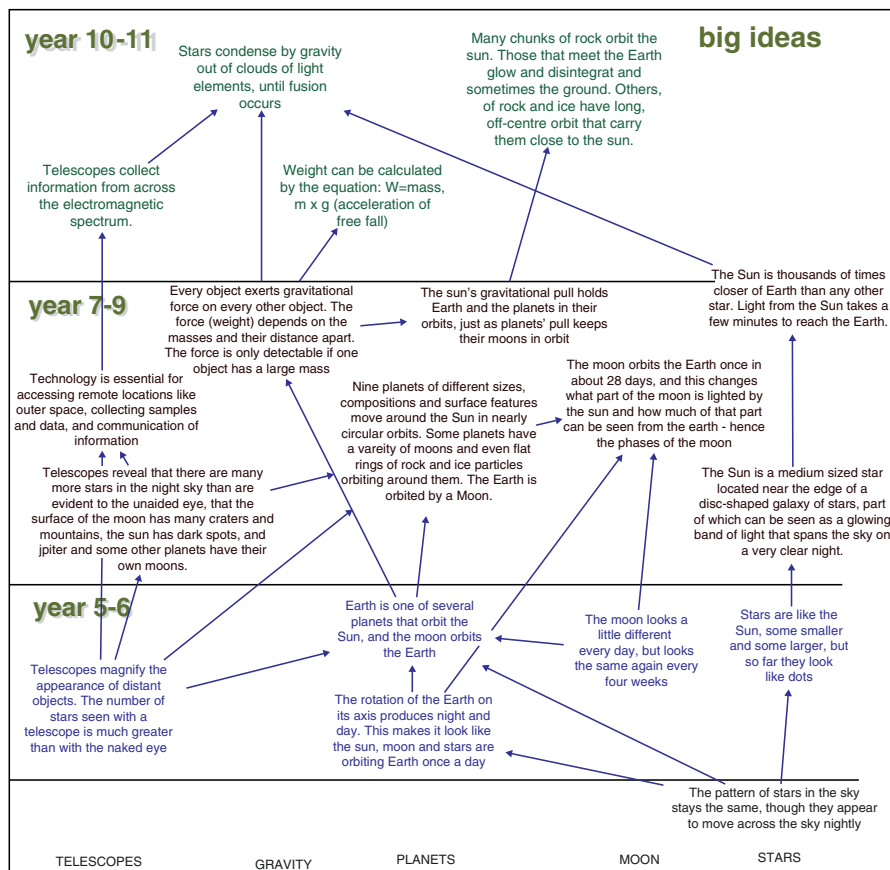 year 10-11
big ideas
Stars condense by gravity
out of clouds of light
elements, until fusion
occurs
Many chunks of rock orbit the
sun. Those that meet the Earth
glow and disintegrat and
sometimes the ground. Others,
of rock and ice have long,
off-centre orbit that carry
them close to the sun.
Telescopes collect
information from across
the electromagnetic
spectrum.
Weight can be calculated
by the equation: W=mass,
m x g (acceleration of
free fall)
year 7-9
Every object exerts gravitational
force on every other object. The
force (weight) depends on the
masses and their distance apart.
The force is only detectable if one
object has a large mass
The sun's gravitational pull holds
Earth and the planets in their
orbits, just as planets' pull keeps
their moons in orbit
The Sun is thousands of times
closer of Earth than any other
star. Light from the Sun takes a
few minutes to reach the Earth.
Technology is essential for
accessing remote locations like
outer space, collecting samples
and data, and communication of
information
Nine planets of different sizes,
compositions and surface features
move around the Sun in nearly
circular orbits. Some planets have
a vareity of moons and even flat
rings of rock and ice particles
orbiting around them. The Earth is
orbited by a Moon.
The moon orbits the Earth once in
about 28 days, and this changes
what part of the moon is lighted by
the sun and how much of that part
can be seen from the earth - hence
the phases of the moon
Telescopes reveal that there are many
more stars in the night sky than are
evident to the unaided eye, that the
surface of the moon has many craters and
mountains, the sun has dark spots, and
jpiter and some other planets have their
own moons.
The Sun is a medium sized star
located near the edge of a
disc-shaped galaxy of stars, part
of which can be seen as a glowing
band of light that spans the sky on
a very clear night.
year 5-6
Earth is one of several
planets that orbit the
Sun, and the moon orbits
the Earth
The moon looks a
little different
every day, but looks
the same again every
four weeks
Stars are like the
Sun, some smaller
and some larger, but
so far they look
like dots
Telescopes magnify the
appearance of distant
objects. The number of
stars seen with a
telescope is much greater
than with the naked eye
The rotation of the Earth on
its axis produces night and
day. This makes it look like
the sun, moon and stars are
orbiting Earth once a day
The pattern of stars in the sky
stays the same, though they appear
to move across the sky nightly
TELESCOPES
GRAVITY
PLANETS
MOON
STARS